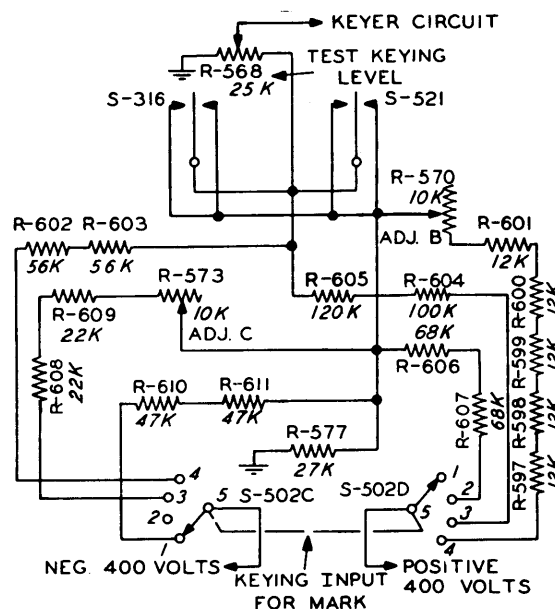 KEYER CIRCUIT
R-568
25 K
TEST KEYING
LEVEL
S-316
S-521
R-570
10K
ADJ. B
R-601
12K
R-602
56K
R-603
56K
R-600
12K
R-573
10K
ADJ. C
R-605
120K
R-604
100K
R-609
22K
R-599
12K
R-608
22K
68K
R-606
R-598
12K
R-610
47K
R-611
47K
R-607
68K
R-597
12K
R-577
27K
4
3
2
1
5
S-502C
S-502D
5
1
2
3
4
NEG. 400 VOLTS
KEYING INPUT
FOR MARK
POSITIVE
400 VOLTS